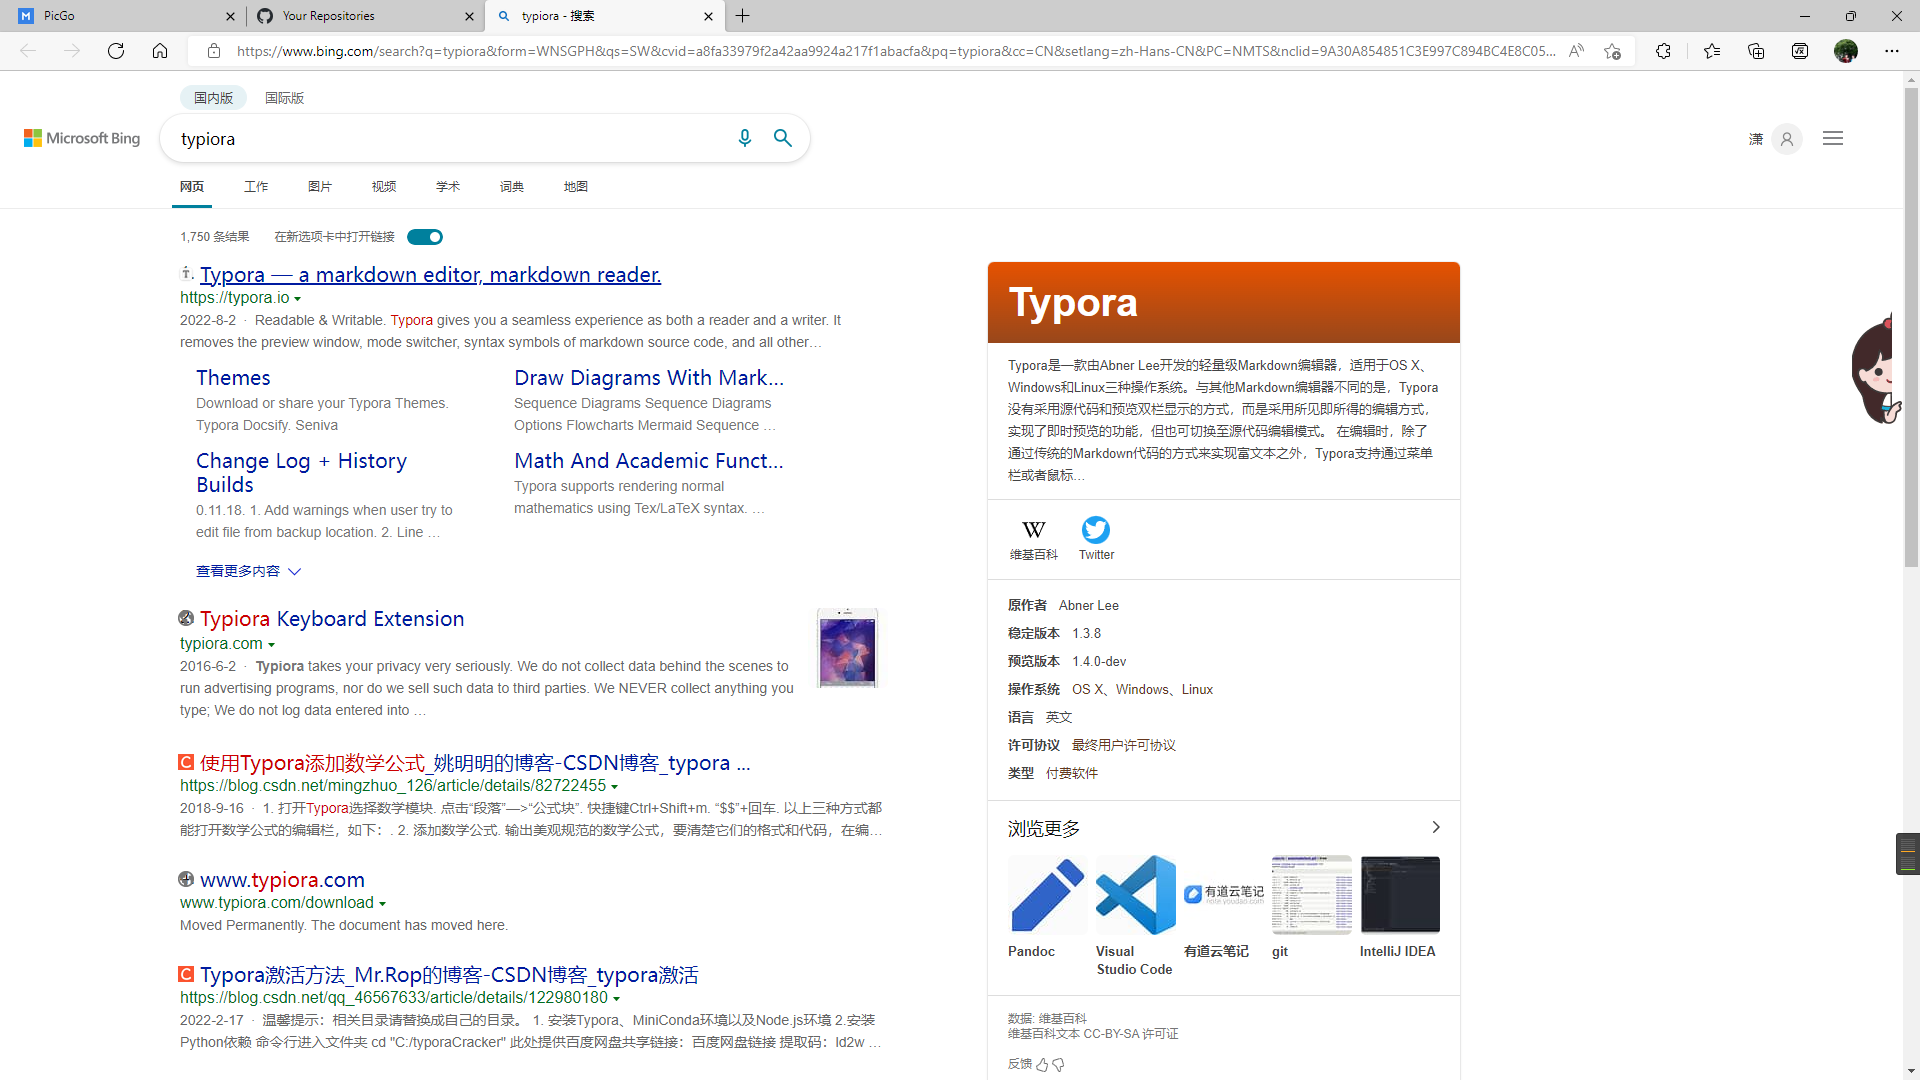 PicGo
Your Repositories
typiora - 搜索
https://www.bing.com/search?q=typiora&form=WNSGPH&qs=SW&cvid=a8fa33979f2a42aa9924a217f1abacfa&pq=typiora&cc=CN&setlang=zh-Hans-CN&PC=NMTS&nclid=9A30A854851C3E997C894BC4E8C05...
国内版 国际版
Microsoft Bing
typiora
潇
网页 工作 图片 视频 学术 词典 地图
1,750 条结果 在新选项卡中打开链接
Typora — a markdown editor, markdown reader.
https://typora.io
2022-8-2 · Readable & Writable. Typora gives you a seamless experience as both a reader and a writer. It
removes the preview window, mode switcher, syntax symbols of markdown source code, and all other…
Themes
Download or share your Typora Themes.
Typora Docsify. Seniva
Draw Diagrams With Mark...
Sequence Diagrams Sequence Diagrams
Options Flowcharts Mermaid Sequence …
Change Log + History
Builds
0.11.18. 1. Add warnings when user try to
edit file from backup location. 2. Line …
Math And Academic Funct...
Typora supports rendering normal
mathematics using Tex/LaTeX syntax. …
查看更多内容
Typiora Keyboard Extension
typiora.com
2016-6-2 · Typiora takes your privacy very seriously. We do not collect data behind the scenes to
run advertising programs, nor do we sell such data to third parties. We NEVER collect anything you
type; We do not log data entered into …
使用Typora添加数学公式_姚明明的博客-CSDN博客_typora ...
https://blog.csdn.net/mingzhuo_126/article/details/82722455
2018-9-16 · 1. 打开Typora选择数学模块. 点击“段落”—>“公式块”. 快捷键Ctrl+Shift+m. “$$”+回车. 以上三种方式都
能打开数学公式的编辑栏，如下：. 2. 添加数学公式. 输出美观规范的数学公式，要清楚它们的格式和代码，在编…
www.typiora.com
www.typiora.com/download
Moved Permanently. The document has moved here.
Typora激活方法_Mr.Rop的博客-CSDN博客_typora激活
https://blog.csdn.net/qq_46567633/article/details/122980180
2022-2-17 · 温馨提示：相关目录请替换成自己的目录。 1. 安装Typora、MiniConda环境以及Node.js环境 2.安装
Python依赖 命令行进入文件夹 cd "C:/typoraCracker" 此处提供百度网盘共享链接：百度网盘链接 提取码：ld2w …
Typora
Typora是一款由Abner Lee开发的轻量级Markdown编辑器，适用于OS X、
Windows和Linux三种操作系统。与其他Markdown编辑器不同的是，Typora
没有采用源代码和预览双栏显示的方式，而是采用所见即所得的编辑方式，
实现了即时预览的功能，但也可切换至源代码编辑模式。 在编辑时，除了
通过传统的Markdown代码的方式来实现富文本之外，Typora支持通过菜单
栏或者鼠标…
维基百科 Twitter
原作者 Abner Lee
稳定版本 1.3.8
预览版本 1.4.0-dev
操作系统 OS X、Windows、Linux
语言 英文
许可协议 最终用户许可协议
类型 付费软件
浏览更多
有道云笔记
note.youdao.com
Pandoc
Visual
Studio Code
有道云笔记
git
IntelliJ IDEA
数据: 维基百科
维基百科文本 CC-BY-SA 许可证
反馈